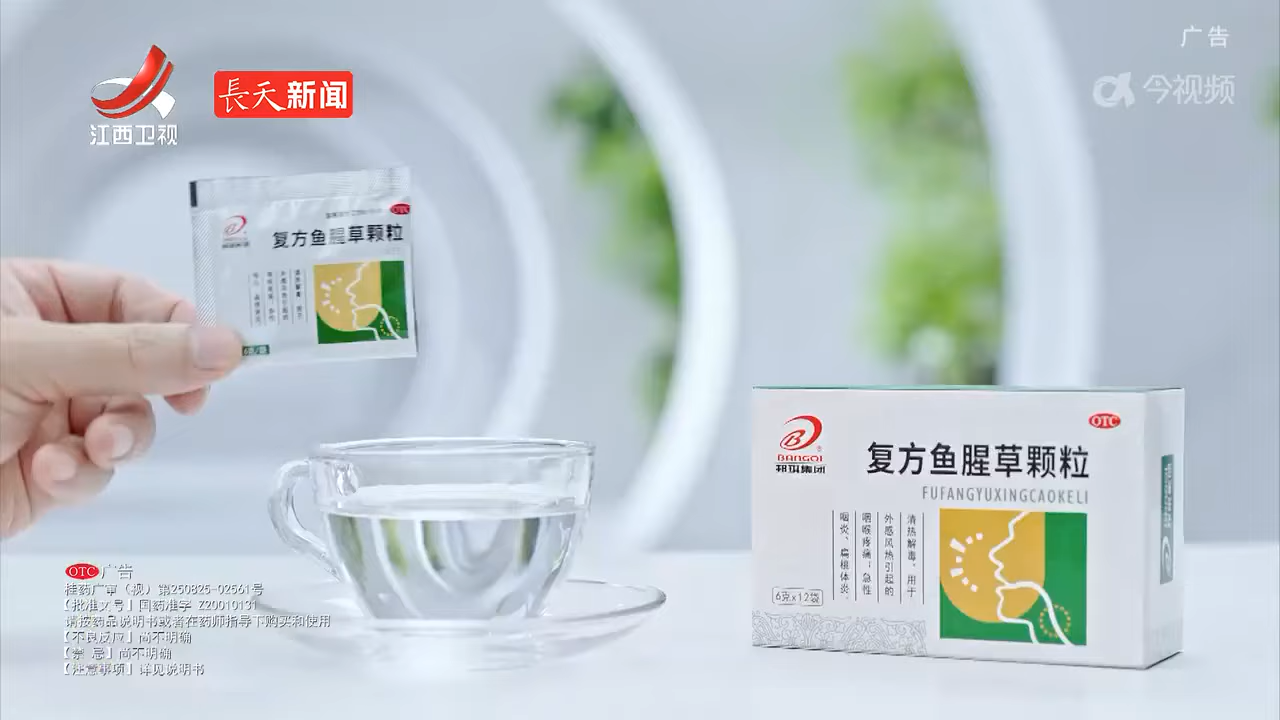 广告
今视频
江西卫视
長天新闻
OTC
复方鱼腥草颗粒
OTC
BANGQI
邦琪集团
复方鱼腥草颗粒
FUFANGYUXINGCAOKELI
清热解毒。用于
外感风热引起的
咽喉疼痛；急性
咽炎、扁桃体炎。
6克×12袋
OTC广告
桂药广审（视）第250825-02561号
【批准文号】国药准字
请按药品说明书或者在药师指导下购买和使用
【不良反应】尚不明确
【禁 忌】尚不明确
【注意事项】详见说明书